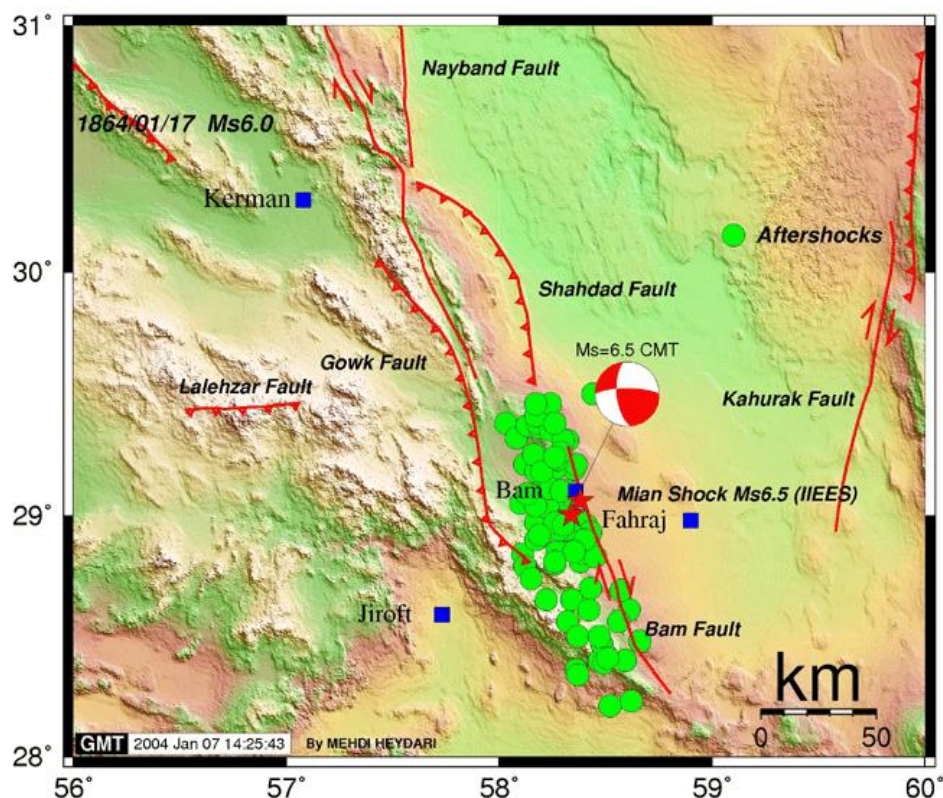 31°
Nayband Fault
1864/01/17 Ms6.0
Kerman
Aftershocks
30°
Shahdad Fault
Ms=6.5 CMT
Gowk Fault
Lalehzar Fault
Kahurak Fault
Bam
Mian Shock Ms6.5 (IIEES)
29°
Fahraj
Jiroft
Bam Fault
km
0 50
GMT 2004 Jan 07 14:25:43 By MEHDI HEYDARI
28°
56° 57° 58° 59° 60°